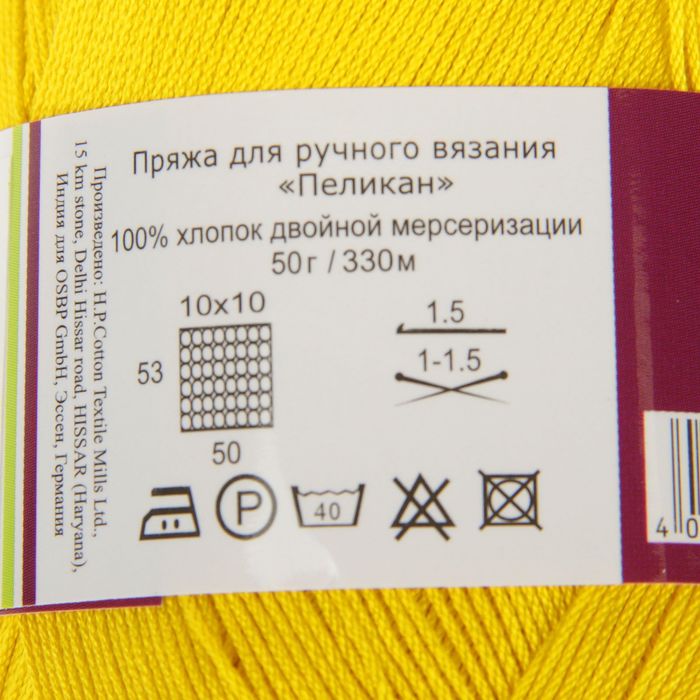 Пряжа для ручного вязания
«Пеликан»
100% хлопок двойной мерсеризации
50г / 330м
10x10
53
50
1.5
1-1.5
P
40
Произведено: H.P.Cotton Textile Mills Ltd.,
15 km stone, Delhi Hissar road, HISSAR (Haryana),
Индия для OSBP GmbH, Эссен, Германия
4 0